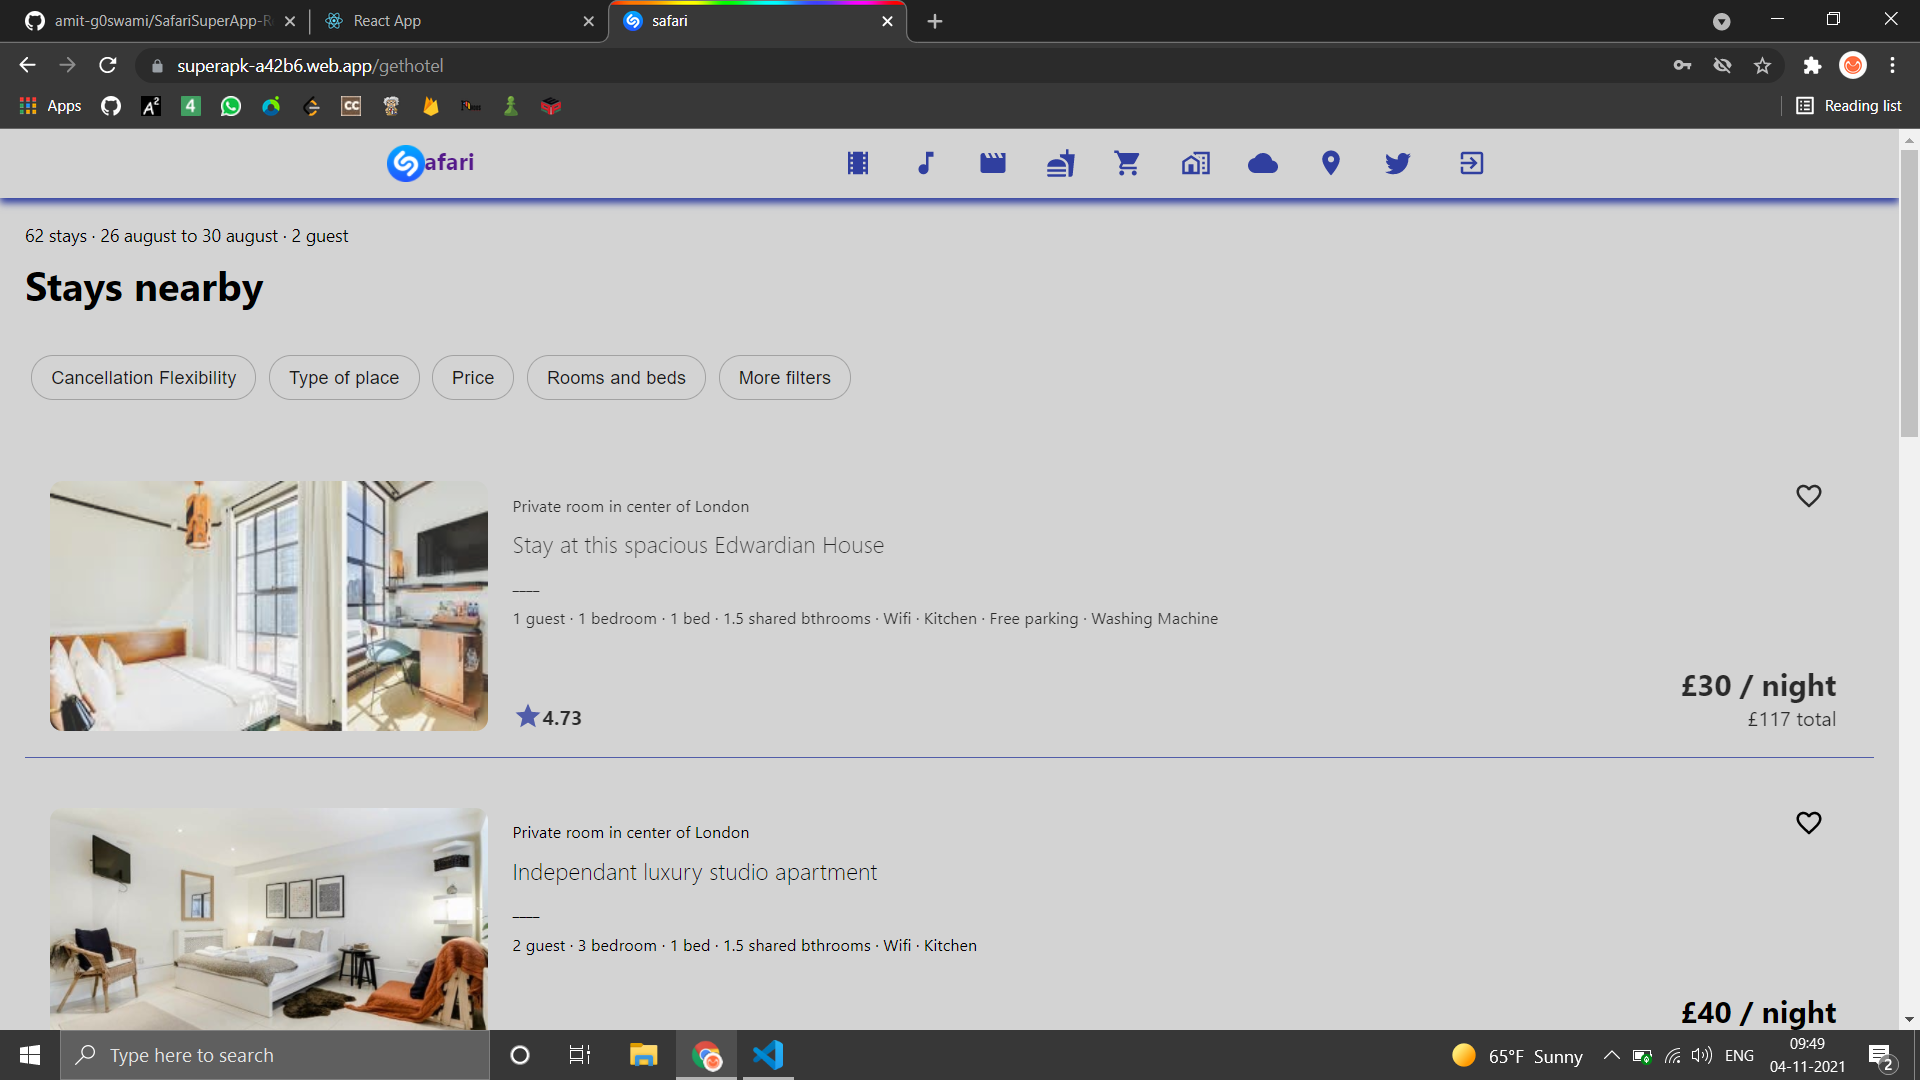 amit-g0swami/SafariSuperApp-R
React App
safari
superapk-a42b6.web.app/gethotel
Apps
A²
4
CC
Reading list
Safari
62 stays · 26 august to 30 august · 2 guest
Stays nearby
Cancellation Flexibility
Type of place
Price
Rooms and beds
More filters
Private room in center of London
Stay at this spacious Edwardian House
1 guest · 1 bedroom · 1 bed · 1.5 shared bthrooms · Wifi · Kitchen · Free parking · Washing Machine
4.73
£30 / night
£117 total
Private room in center of London
Independant luxury studio apartment
2 guest · 3 bedroom · 1 bed · 1.5 shared bthrooms · Wifi · Kitchen
£40 / night
Type here to search
65°F Sunny
ENG
09:49
04-11-2021
2